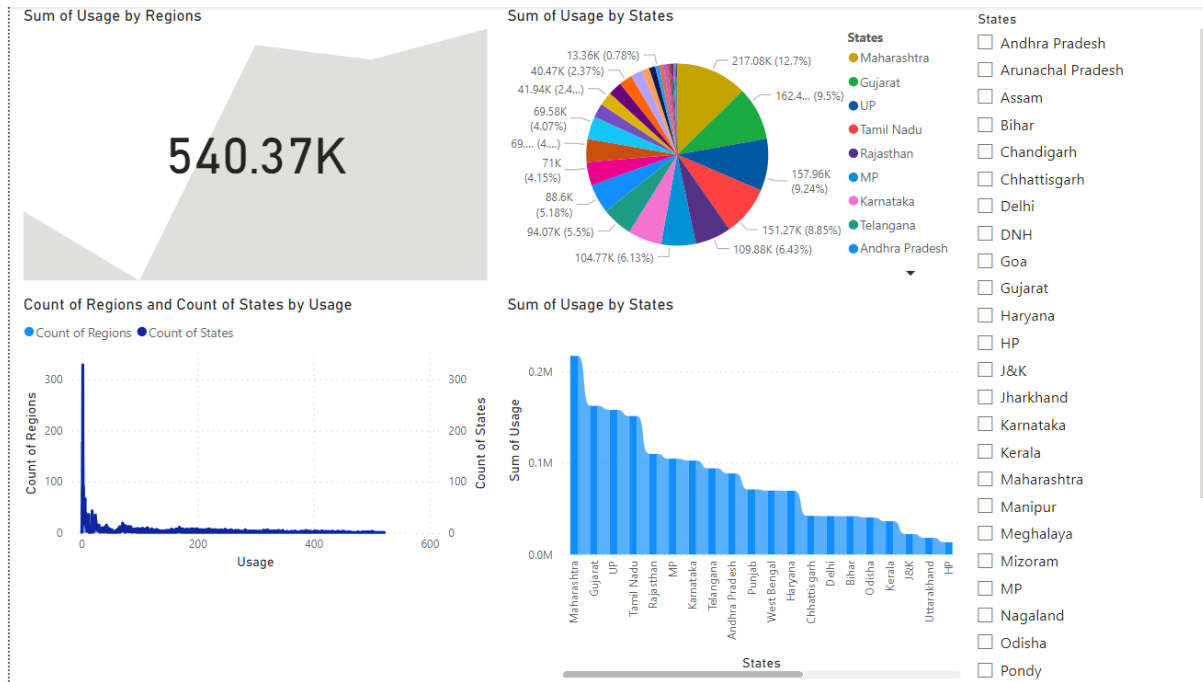 Sum of Usage by Regions
540.37K
Sum of Usage by States
13.36K (0.78%)
40.47K (2.37%)
41.94K (2.4...)
69.58K
(4.07%)
69.... (4....)
71K
(4.15%)
88.6K
(5.18%)
94.07K (5.5%)
104.77K (6.13%)
217.08K (12.7%)
162.4... (9.5%)
157.96K
(9.24%)
151.27K (8.85%)
109.88K (6.43%)
States
Maharashtra
Gujarat
UP
Tamil Nadu
Rajasthan
MP
Karnataka
Telangana
Andhra Pradesh
Count of Regions and Count of States by Usage
Count of Regions Count of States
Count of Regions
300
200
100
0
0 200 400 600
Usage
300
200
100
0
Count of States
Sum of Usage by States
Sum of Usage
0.2M
0.1M
0.0M
Maharashtra
Gujarat
UP
Tamil Nadu
Rajasthan
MP
Karnataka
Telangana
Andhra Pradesh
Punjab
West Bengal
Haryana
Chhattisgarh
Delhi
Bihar
Odisha
Kerala
J&K
Uttarakhand
HP
States
States
Andhra Pradesh
Arunachal Pradesh
Assam
Bihar
Chandigarh
Chhattisgarh
Delhi
DNH
Goa
Gujarat
Haryana
HP
J&K
Jharkhand
Karnataka
Kerala
Maharashtra
Manipur
Meghalaya
Mizoram
MP
Nagaland
Odisha
Pondy